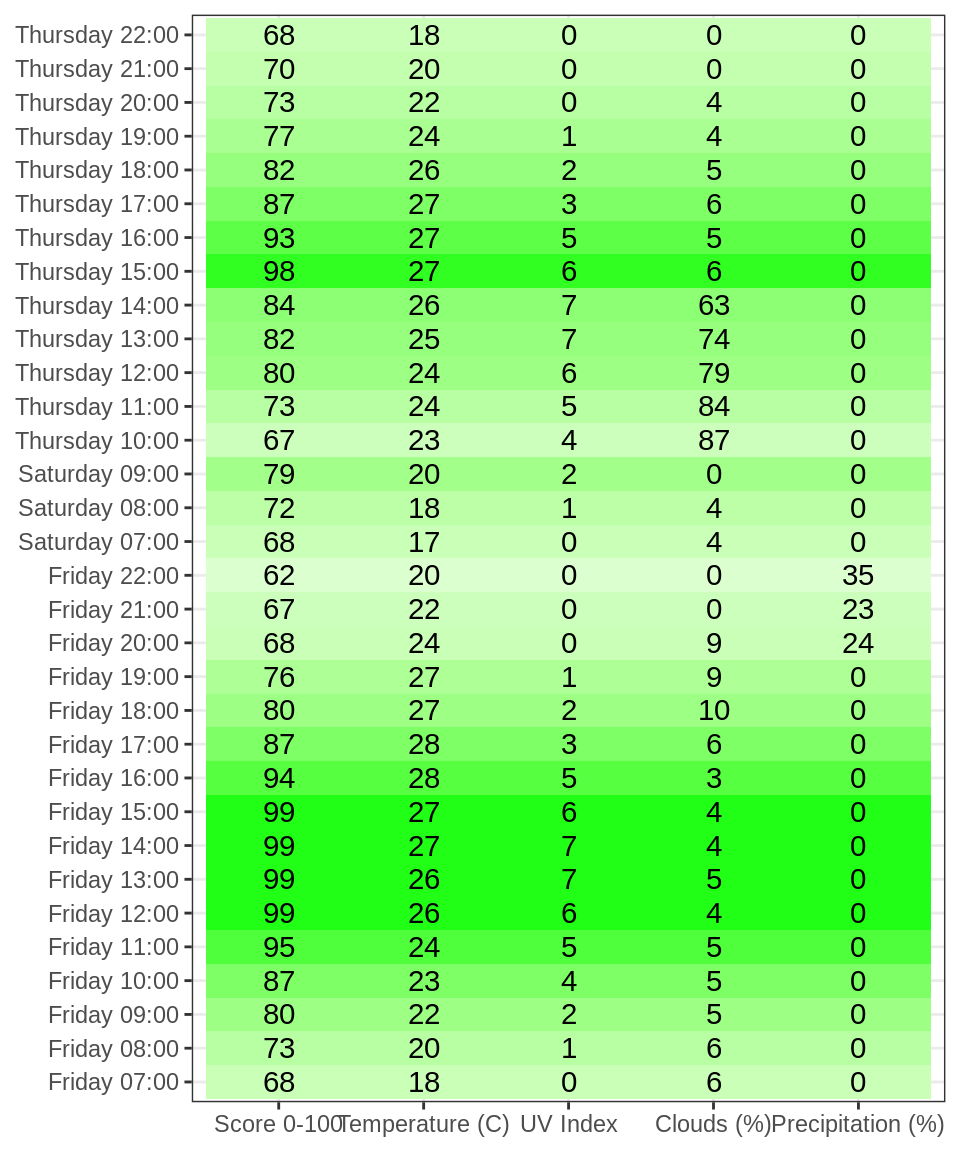 Thursday 22:00 68 18 0 0 0
Thursday 21:00 70 20 0 0 0
Thursday 20:00 73 22 0 4 0
Thursday 19:00 77 24 1 4 0
Thursday 18:00 82 26 2 5 0
Thursday 17:00 87 27 3 6 0
Thursday 16:00 93 27 5 5 0
Thursday 15:00 98 27 6 6 0
Thursday 14:00 84 26 7 63 0
Thursday 13:00 82 25 7 74 0
Thursday 12:00 80 24 6 79 0
Thursday 11:00 73 24 5 84 0
Thursday 10:00 67 23 4 87 0
Saturday 09:00 79 20 2 0 0
Saturday 08:00 72 18 1 4 0
Saturday 07:00 68 17 0 4 0
Friday 22:00 62 20 0 0 35
Friday 21:00 67 22 0 0 23
Friday 20:00 68 24 0 9 24
Friday 19:00 76 27 1 9 0
Friday 18:00 80 27 2 10 0
Friday 17:00 87 28 3 6 0
Friday 16:00 94 28 5 3 0
Friday 15:00 99 27 6 4 0
Friday 14:00 99 27 7 4 0
Friday 13:00 99 26 7 5 0
Friday 12:00 99 26 6 4 0
Friday 11:00 95 24 5 5 0
Friday 10:00 87 23 4 5 0
Friday 09:00 80 22 2 5 0
Friday 08:00 73 20 1 6 0
Friday 07:00 68 18 0 6 0
Score 0-100 Temperature (C) UV Index Clouds (%) Precipitation (%)